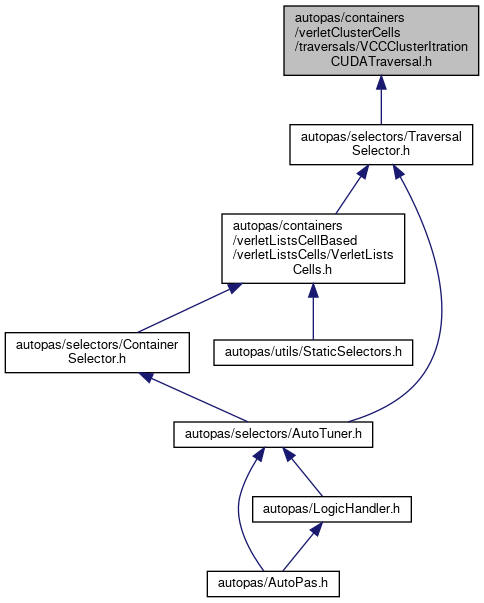 autopas/containers
/verletClusterCells
/traversals/VCCClusterItration
CUDATraversal.h
autopas/selectors/Traversal
Selector.h
autopas/containers
/verletListsCellBased
/verletListsCells/VerletLists
Cells.h
autopas/selectors/Container
Selector.h
autopas/utils/StaticSelectors.h
autopas/selectors/AutoTuner.h
autopas/LogicHandler.h
autopas/AutoPas.h